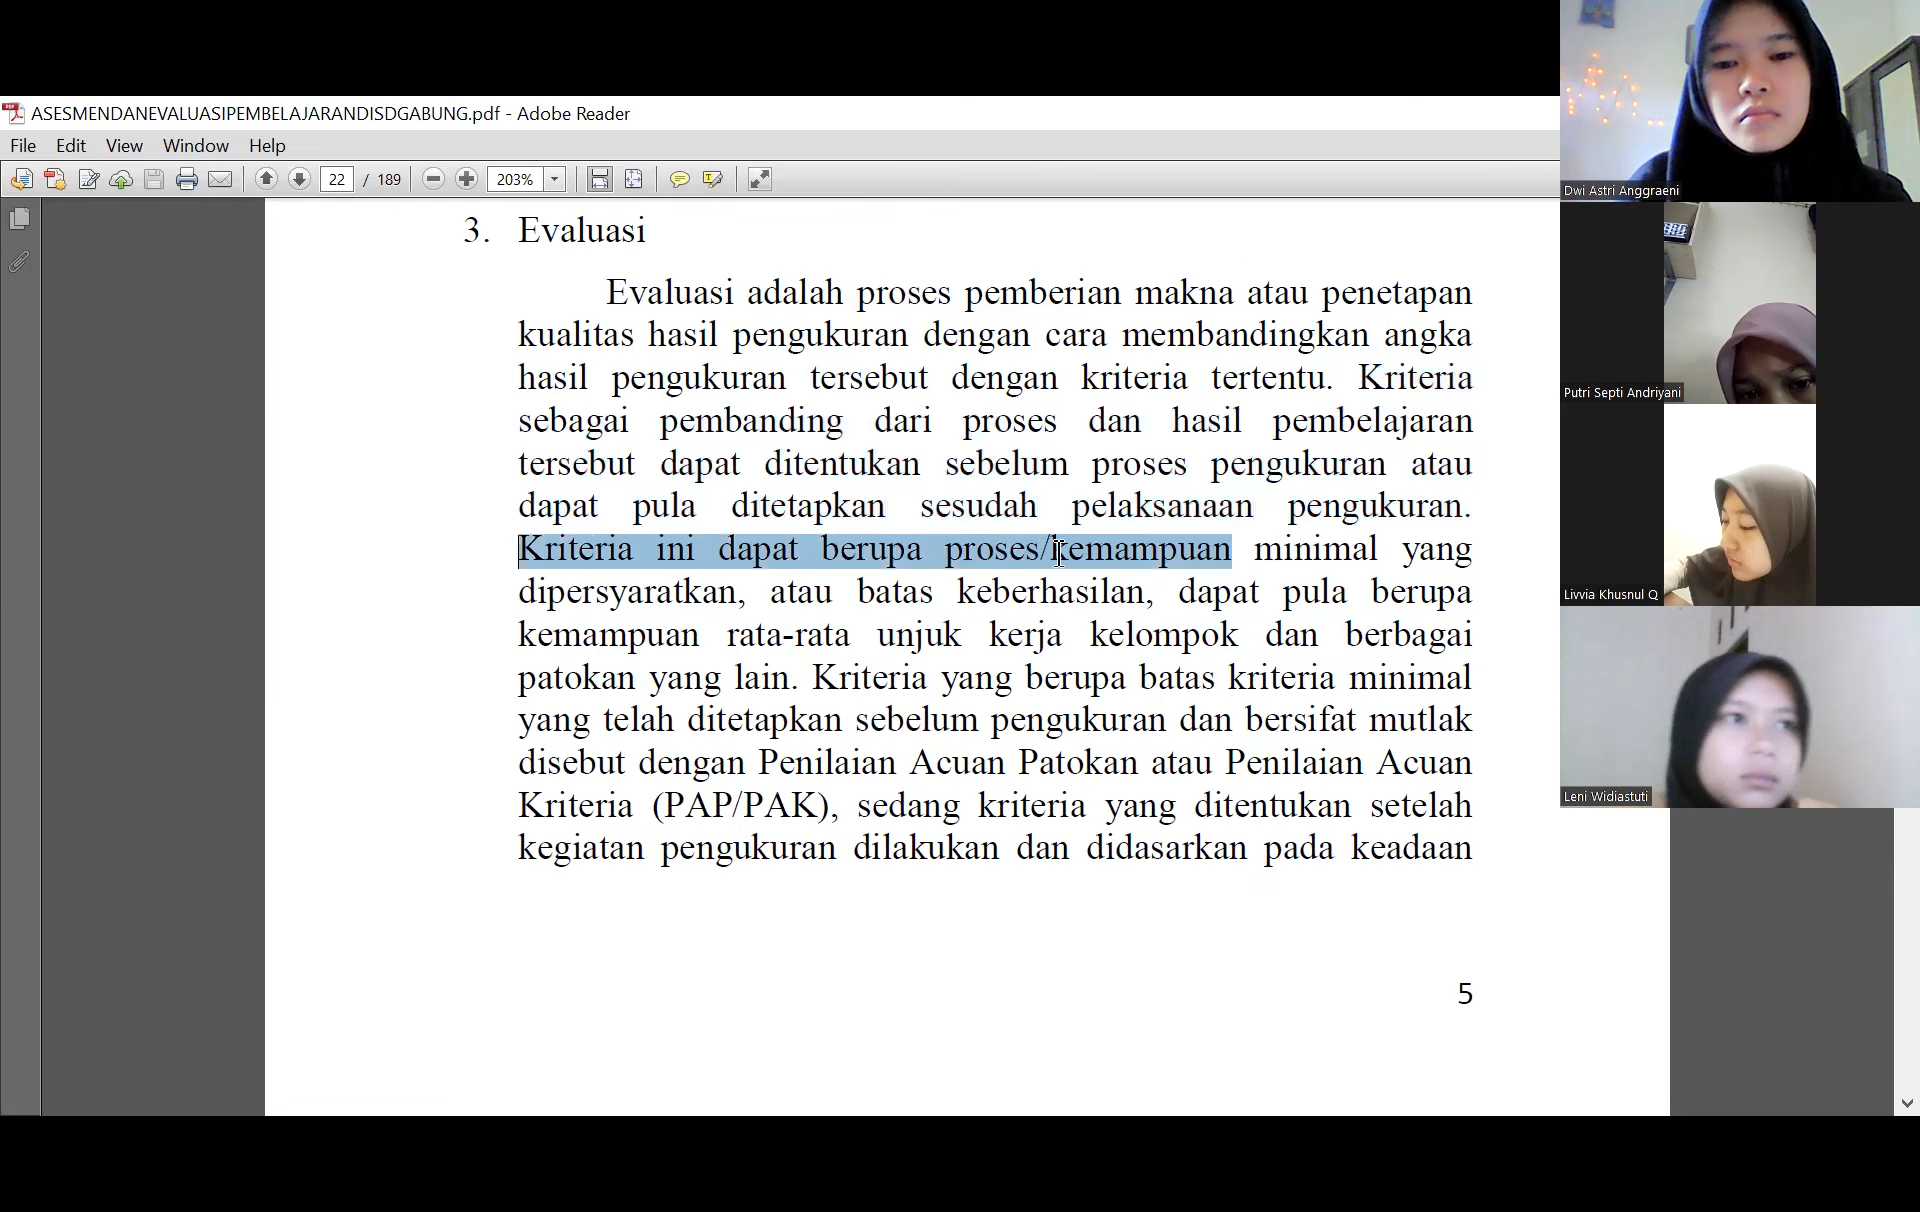 ASESMENDANEVALUASIPEMBELAJARANDISDGABUNG.pdf - Adobe Reader
File Edit View Window Help
22 / 189 203%
3. Evaluasi
Evaluasi adalah proses pemberian makna atau penetapan
kualitas hasil pengukuran dengan cara membandingkan angka
hasil pengukuran tersebut dengan kriteria tertentu. Kriteria
sebagai pembanding dari proses dan hasil pembelajaran
tersebut dapat ditentukan sebelum proses pengukuran atau
dapat pula ditetapkan sesudah pelaksanaan pengukuran.
Kriteria ini dapat berupa proses/kemampuan minimal yang
dipersyaratkan, atau batas keberhasilan, dapat pula berupa
kemampuan rata-rata unjuk kerja kelompok dan berbagai
patokan yang lain. Kriteria yang berupa batas kriteria minimal
yang telah ditetapkan sebelum pengukuran dan bersifat mutlak
disebut dengan Penilaian Acuan Patokan atau Penilaian Acuan
Kriteria (PAP/PAK), sedang kriteria yang ditentukan setelah
kegiatan pengukuran dilakukan dan didasarkan pada keadaan
5
Dwi Astri Anggraeni
Putri Septi Andriyani
Livvia Khusnul Q
Leni Widiastuti